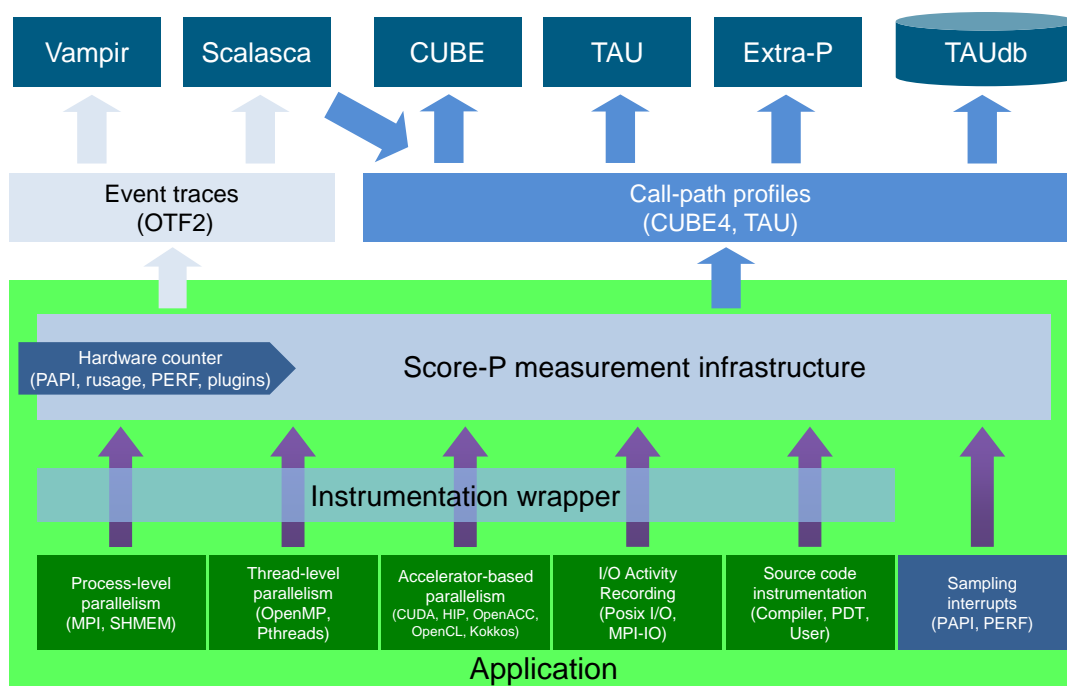 Vampir
Scalasca
CUBE
TAU
Extra-P
TAUdb
Event traces
(OTF2)
Call-path profiles
(CUBE4, TAU)
Hardware counter
(PAPI, rusage, PERF, plugins)
Score-P measurement infrastructure
Instrumentation wrapper
Process-level
parallelism
(MPI, SHMEM)
Thread-level
parallelism
(OpenMP,
Pthreads)
Accelerator-based
parallelism
(CUDA, HIP, OpenACC,
OpenCL, Kokkos)
I/O Activity
Recording
(Posix I/O,
MPI-IO)
Source code
instrumentation
(Compiler, PDT,
User)
Sampling
interrupts
(PAPI, PERF)
Application